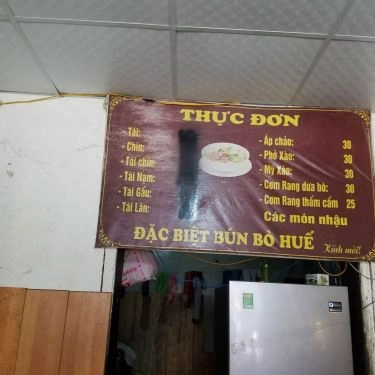 THỰC ĐƠN
- Tái:
- Chín:
- Tái chín:
- Tái Nạm:
- Tái Gầu:
- Tái Lăn:
- Áp chảo: 30
- Phở Xào: 30
- Mỳ Xào: 30
- Cơm Rang dưa bò: 30
- Cơm Rang thầm cẩm 25
Các món nhậu
ĐẶC BIỆT BÚN BÒ HUẾ
Kính mời!